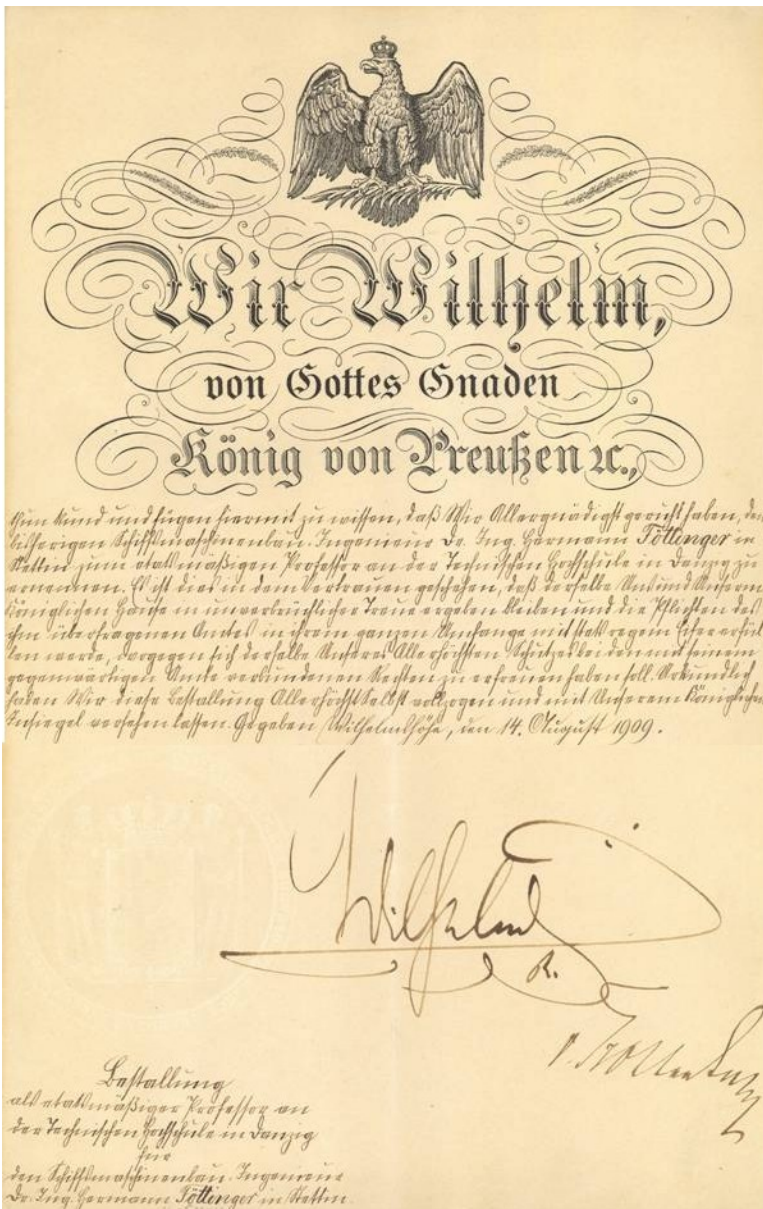 Wir Wilhelm,
von Gottes Gnaden
König von Preußen ꝛc.,
thun kund und fügen hiermit zu wissen, daß Wir Allergnädigst geruht haben, den
bisherigen Schiffsmaschinenbau-Ingenieur Dr. Ing. Hermann Föttinger in
Stettin zum etatsmäßigen Professor an der Technischen Hochschule in Danzig zu
ernennen. Es ist dies in dem Vertrauen geschehen, daß derselbe Uns und Unserm
Königlichen Hause in unverbrüchlicher Treue ergeben bleiben und die Pflichten des
ihm übertragenen Amtes in ihrem ganzen Umfange mit stets regem Eifer erfül-
len werde, wogegen sich derselbe Unseres Allerhöchsten Schutzes bei den mit seinem
gegenwärtigen Amte verbundenen Rechten zu erfreuen haben soll. Urkundlich
haben Wir diese Bestallung Allerhöchstselbst vollzogen und mit Unserem Königlichen
Insiegel versehen lassen. Gegeben Wilhelmshöhe, den 14. August 1909.
Wilhelm
R.
Bestallung
als etatsmäßiger Professor an
der Technischen Hochschule in Danzig
für
den Schiffsmaschinenbau-Ingenieur
Dr. Ing. Hermann Föttinger in Stettin.